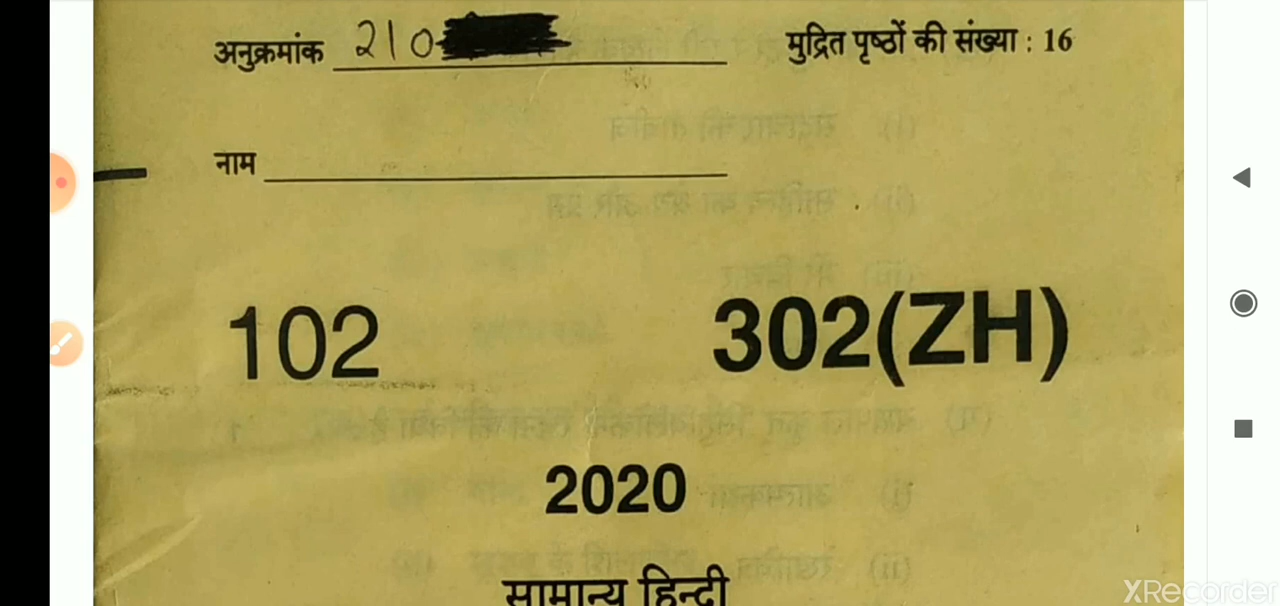 अनुक्रमांक 210
मुद्रित पृष्ठों की संख्या : 16
नाम
102
302(ZH)
2020
सामान्य हिन्दी
XRecorder